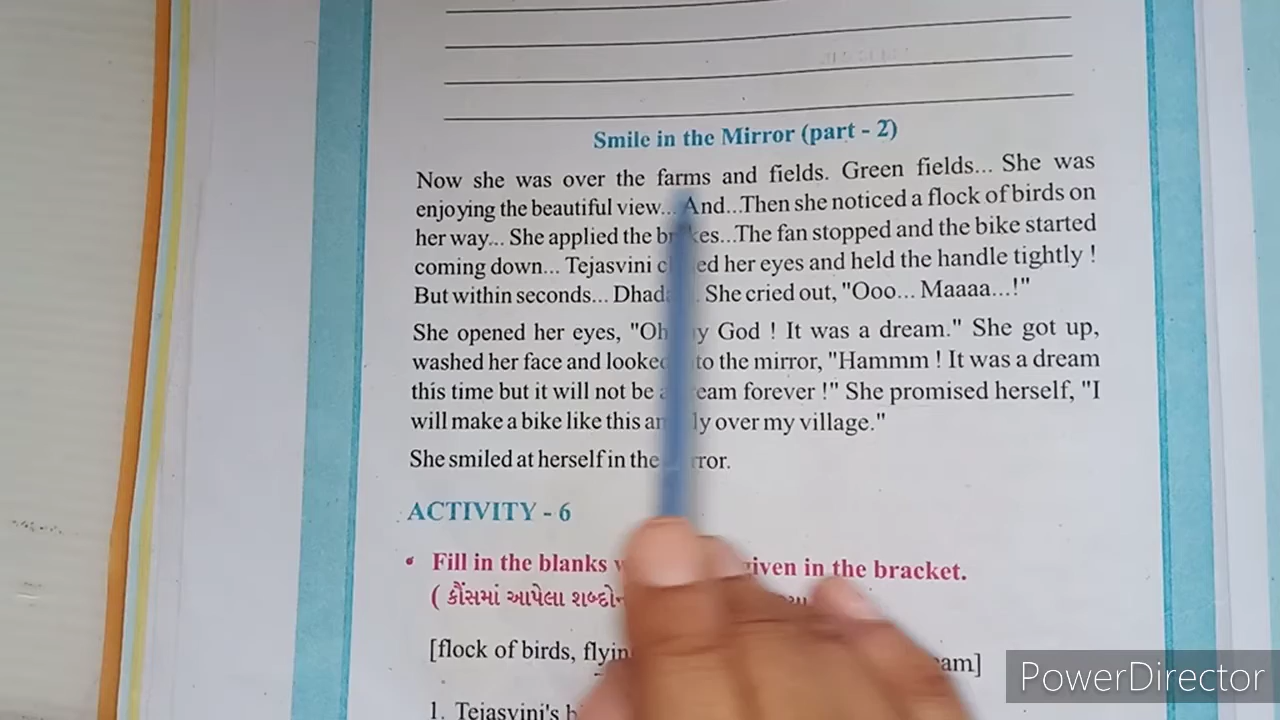 Smile in the Mirror (part - 2)
Now she was over the farms and fields. Green fields... She was
enjoying the beautiful view... And...Then she noticed a flock of birds on
her way... She applied the brakes...The fan stopped and the bike started
coming down... Tejasvini closed her eyes and held the handle tightly !
But within seconds... She cried out, "Ooo... Maaaa...!"
She opened her eyes, "Oh my God ! It was a dream." She got up,
washed her face and looked into the mirror, "Hammm ! It was a dream
this time but it will not be a dream forever !" She promised herself, "I
will make a bike like this and fly over my village."
She smiled at herself in the mirror.
ACTIVITY - 6
Fill in the blanks given in the bracket.
( કૌંસમાં આપેલા
[flock of birds,
1. Tejasvini's
PowerDirector